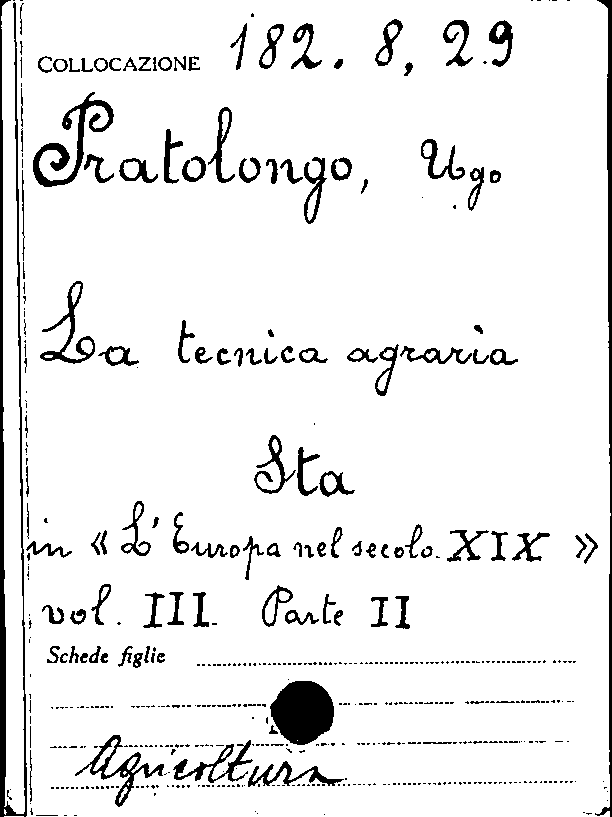 COLLOCAZIONE 182. 8, 29
Pratolongo, Ugo
La tecnica agraria
Sta
in « L'Europa nel secolo XIX »
vol. III. Parte II
Schede figlie
Agricoltura